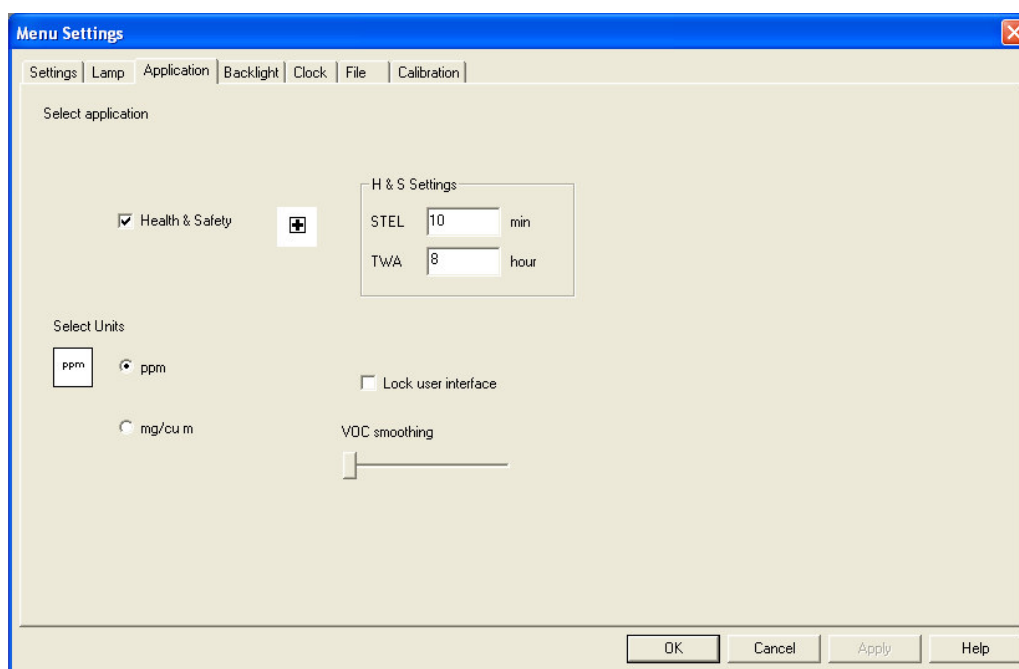 Menu Settings
Settings Lamp Application Backlight Clock File Calibration
Select application
H & S Settings
Health & Safety
STEL 10 min
TWA 8 hour
Select Units
ppm ppm
Lock user interface
mg/cu m
VOC smoothing
OK Cancel Apply Help